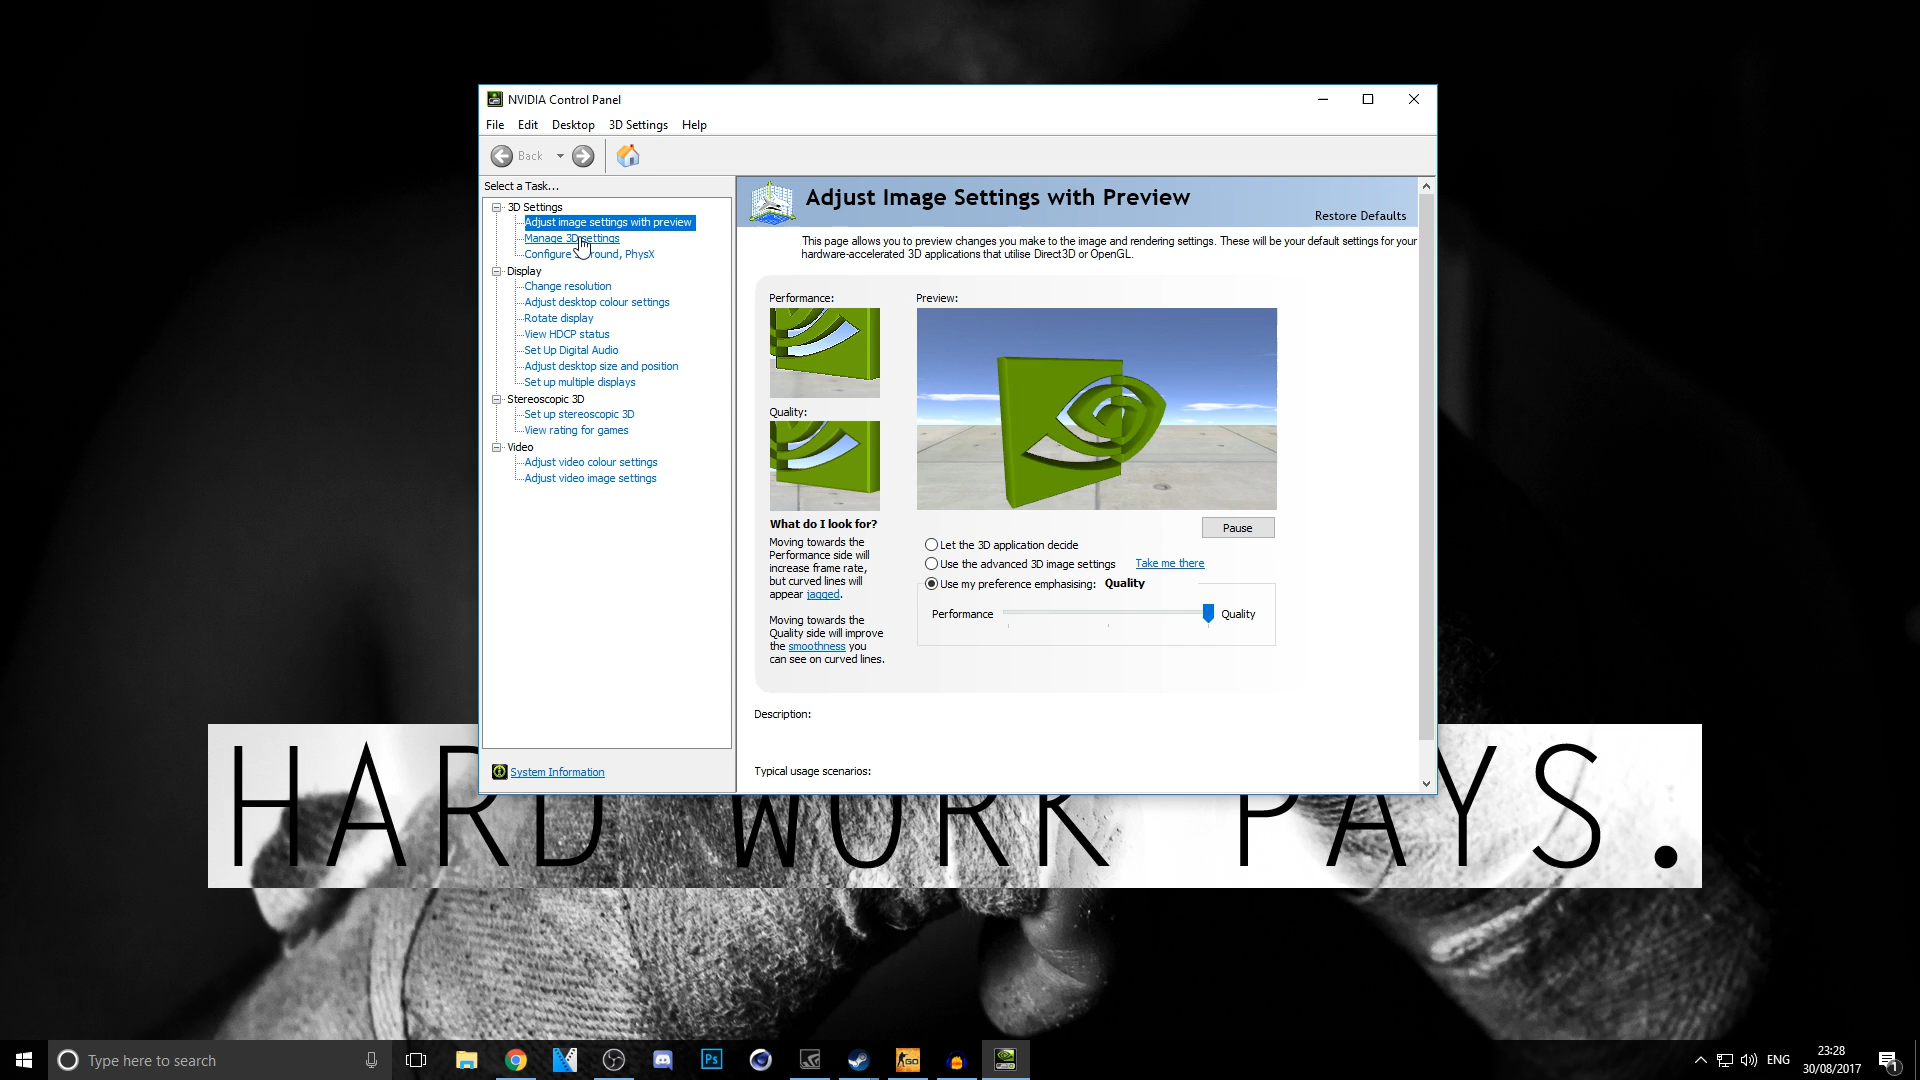 NVIDIA Control Panel
File Edit Desktop 3D Settings Help
Back
Select a Task...
3D Settings
Adjust image settings with preview
Manage 3D settings
Configure Surround, PhysX
Display
Change resolution
Adjust desktop colour settings
Rotate display
View HDCP status
Set Up Digital Audio
Adjust desktop size and position
Set up multiple displays
Stereoscopic 3D
Set up stereoscopic 3D
View rating for games
Video
Adjust video colour settings
Adjust video image settings
System Information
Adjust Image Settings with Preview
Restore Defaults
This page allows you to preview changes you make to the image and rendering settings. These will be your default settings for your
hardware-accelerated 3D applications that utilise Direct3D or OpenGL.
Performance:
Preview:
Quality:
What do I look for?
Moving towards the
Performance side will
increase frame rate,
but curved lines will
appear jagged.
Moving towards the
Quality side will improve
the smoothness you
can see on curved lines.
Pause
Let the 3D application decide
Use the advanced 3D image settings Take me there
Use my preference emphasising: Quality
Performance Quality
Description:
Typical usage scenarios:
HARD WORK PAYS.
Type here to search
Ps
GO
ENG
23:28
30/08/2017
1